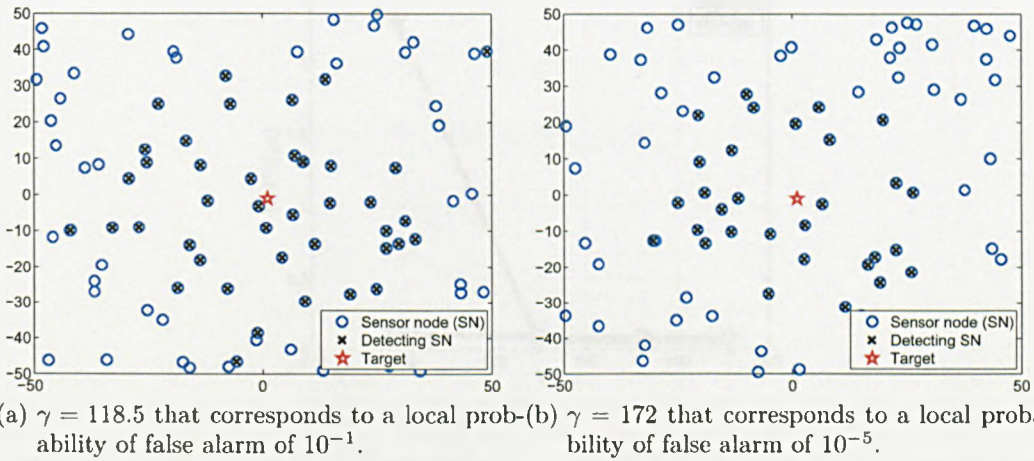 50
40
30
20
10
0
−10
−20
−30
−40
−50
−50
0
50
Sensor node (SN)
Detecting SN
Target
50
40
30
20
10
0
−10
−20
−30
−40
−50
−50
0
50
Sensor node (SN)
Detecting SN
Target
(a) γ = 118.5 that corresponds to a local prob-
ability of false alarm of 10⁻¹.
(b) γ = 172 that corresponds to a local proba
bility of false alarm of 10⁻⁵.